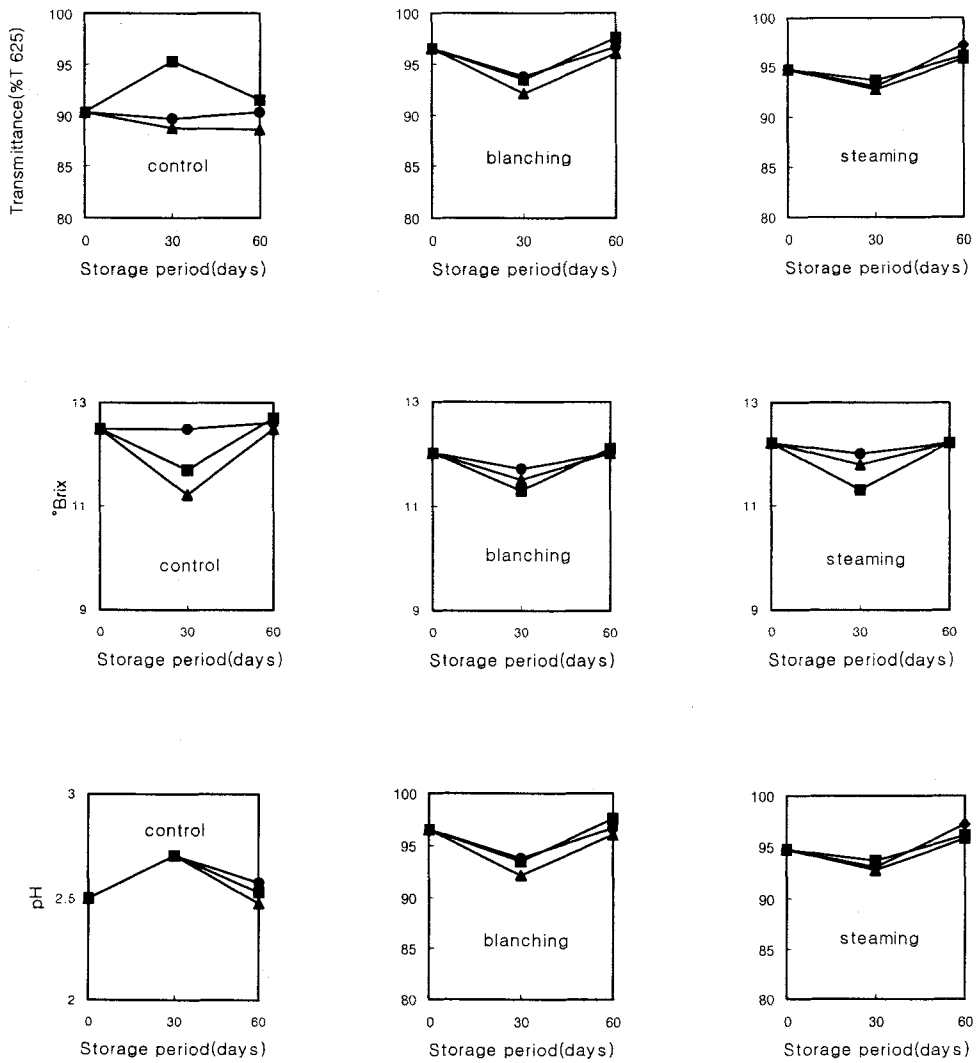 Transmittance(%T 625)
100
95
90
85
80
control
0 30 60
Storage period(days)
100
95
90
85
80
blanching
0 30 60
Storage period(days)
100
95
90
85
80
steaming
0 30 60
Storage period(days)
°Brix
13
11
9
control
0 30 60
Storage period(days)
13
11
9
blanching
0 30 60
Storage period(days)
13
11
9
steaming
0 30 60
Storage period(days)
pH
3
2.5
2
control
0 30 60
Storage period(days)
100
95
90
85
80
blanching
0 30 60
Storage period(days)
100
95
90
85
80
steaming
0 30 60
Storage period(days)